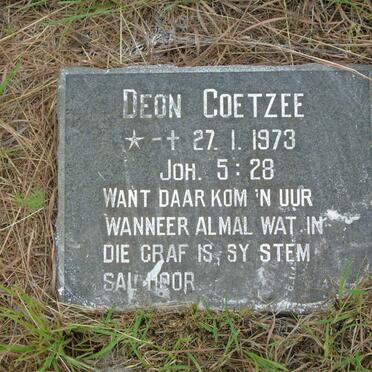 DEON COETZEE
*-† 27. 1. 1973
JOH. 5:28
WANT DAAR KOM 'N UUR
WANNEER ALMAL WAT IN
DIE GRAF IS, SY STEM
SAL HOOR